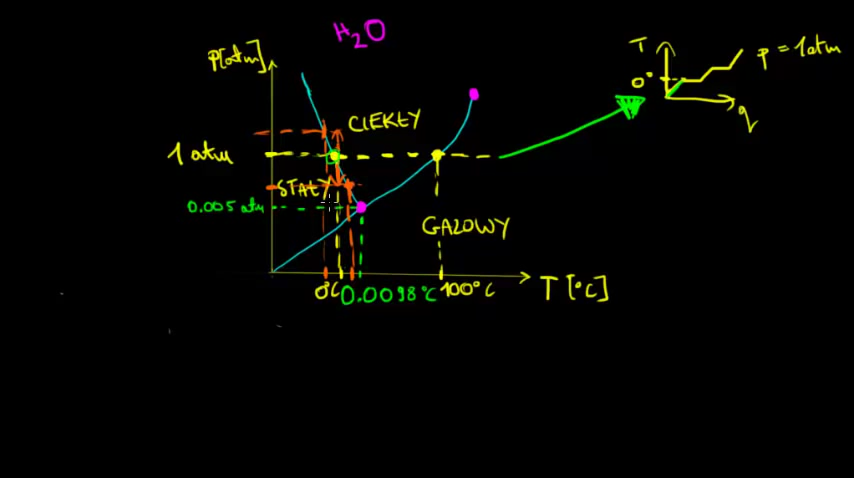 H₂O
p[atm]
T
p = 1atm
0°
q
CIEKŁY
1 atm
STAŁY
0.005 atm
GAZOWY
0°C 0.0098°C 100°C T [°C]